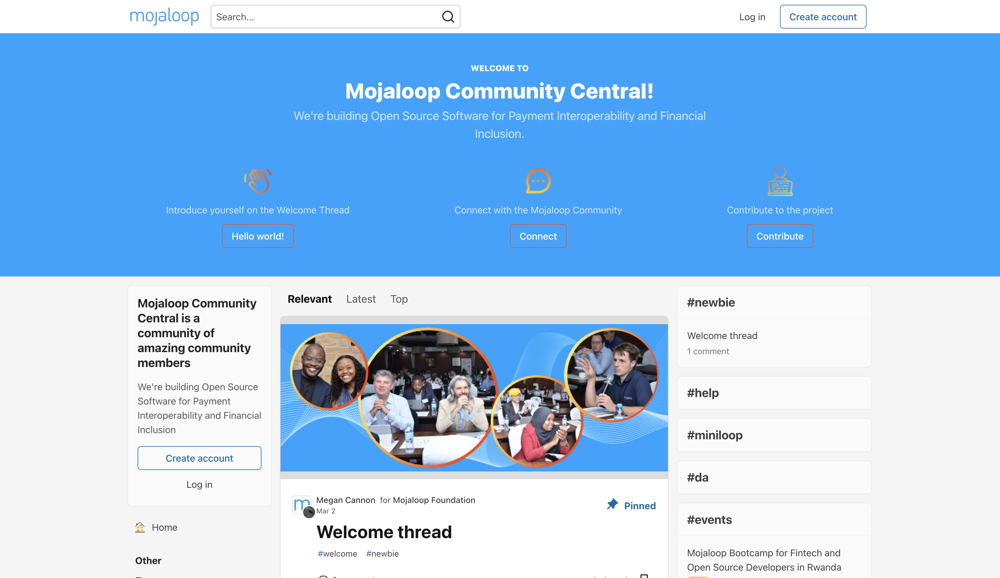 mojaloop
Search...
Log in
Create account
WELCOME TO
Mojaloop Community Central!
We're building Open Source Software for Payment Interoperability and Financial
Inclusion.
Introduce yourself on the Welcome Thread
Hello world!
Connect with the Mojaloop Community
Connect
Contribute to the project
Contribute
Mojaloop Community
Central is a
community of
amazing community
members
We're building Open Source
Software for Payment
Interoperability and Financial
Inclusion
Create account
Log in
Home
Other
Relevant
Latest
Top
m
Megan Cannon for Mojaloop Foundation
Mar 2
Pinned
Welcome thread
#welcome #newbie
#newbie
Welcome thread
1 comment
#help
#miniloop
#da
#events
Mojaloop Bootcamp for Fintech and
Open Source Developers in Rwanda